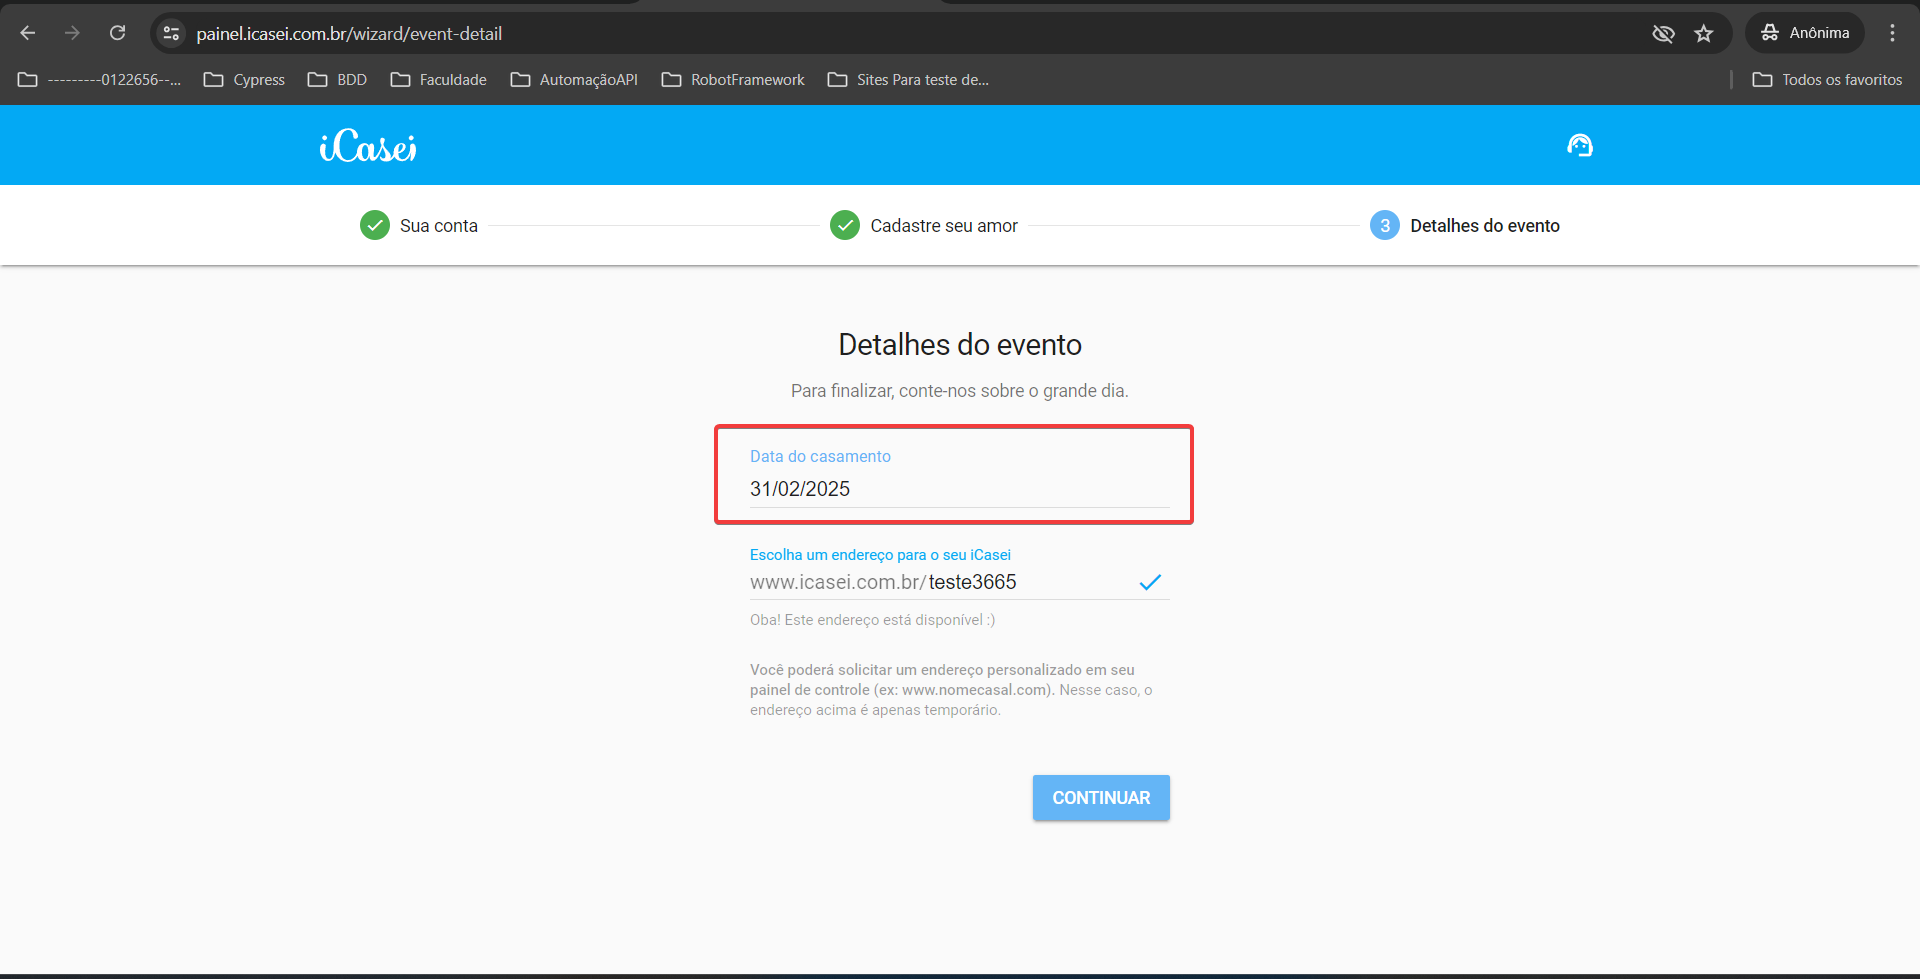 painel.icasei.com.br/wizard/event-detail
Anônima
---------0122656--...
Cypress
BDD
Faculdade
AutomaçãoAPI
RobotFramework
Sites Para teste de...
Todos os favoritos
iCasei
Sua conta
Cadastre seu amor
3 Detalhes do evento
Detalhes do evento
Para finalizar, conte-nos sobre o grande dia.
Data do casamento
31/02/2025
Escolha um endereço para o seu iCasei
www.icasei.com.br/teste3665
Oba! Este endereço está disponível :)
Você poderá solicitar um endereço personalizado em seu
painel de controle (ex: www.nomecasal.com). Nesse caso, o
endereço acima é apenas temporário.
CONTINUAR